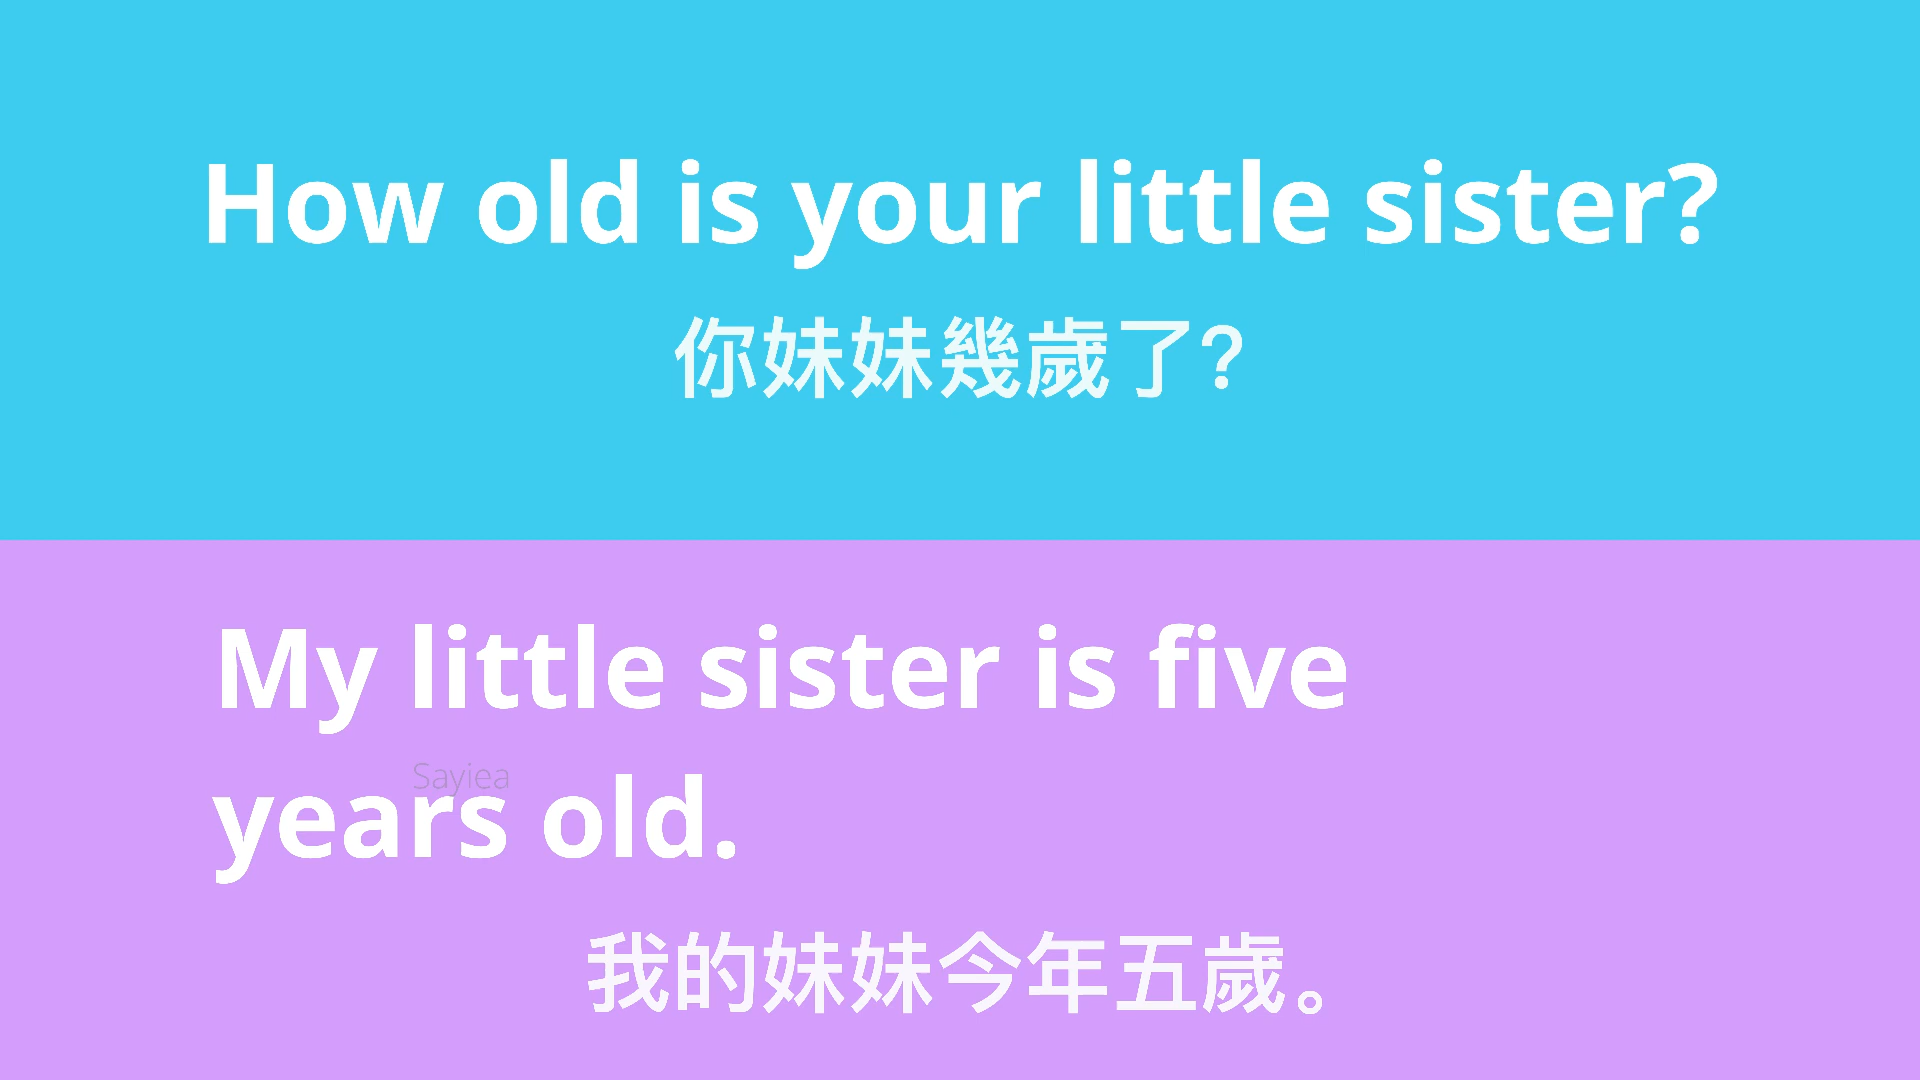 How old is your little sister?
你妹妹幾歲了?
My little sister is five
Sayiea
years old.
我的妹妹今年五歲。